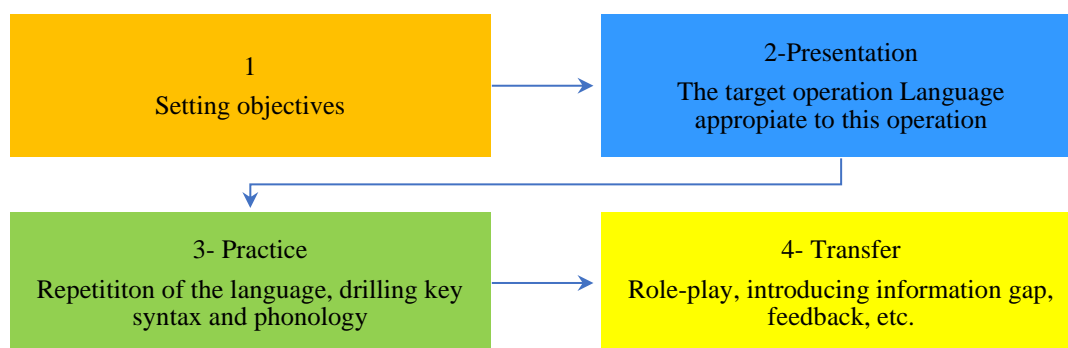 1
Setting objectives
2-Presentation
The target operation Language
appropiate to this operation
3- Practice
Repetititon of the language, drilling key
syntax and phonology
4- Transfer
Role-play, introducing information gap,
feedback, etc.